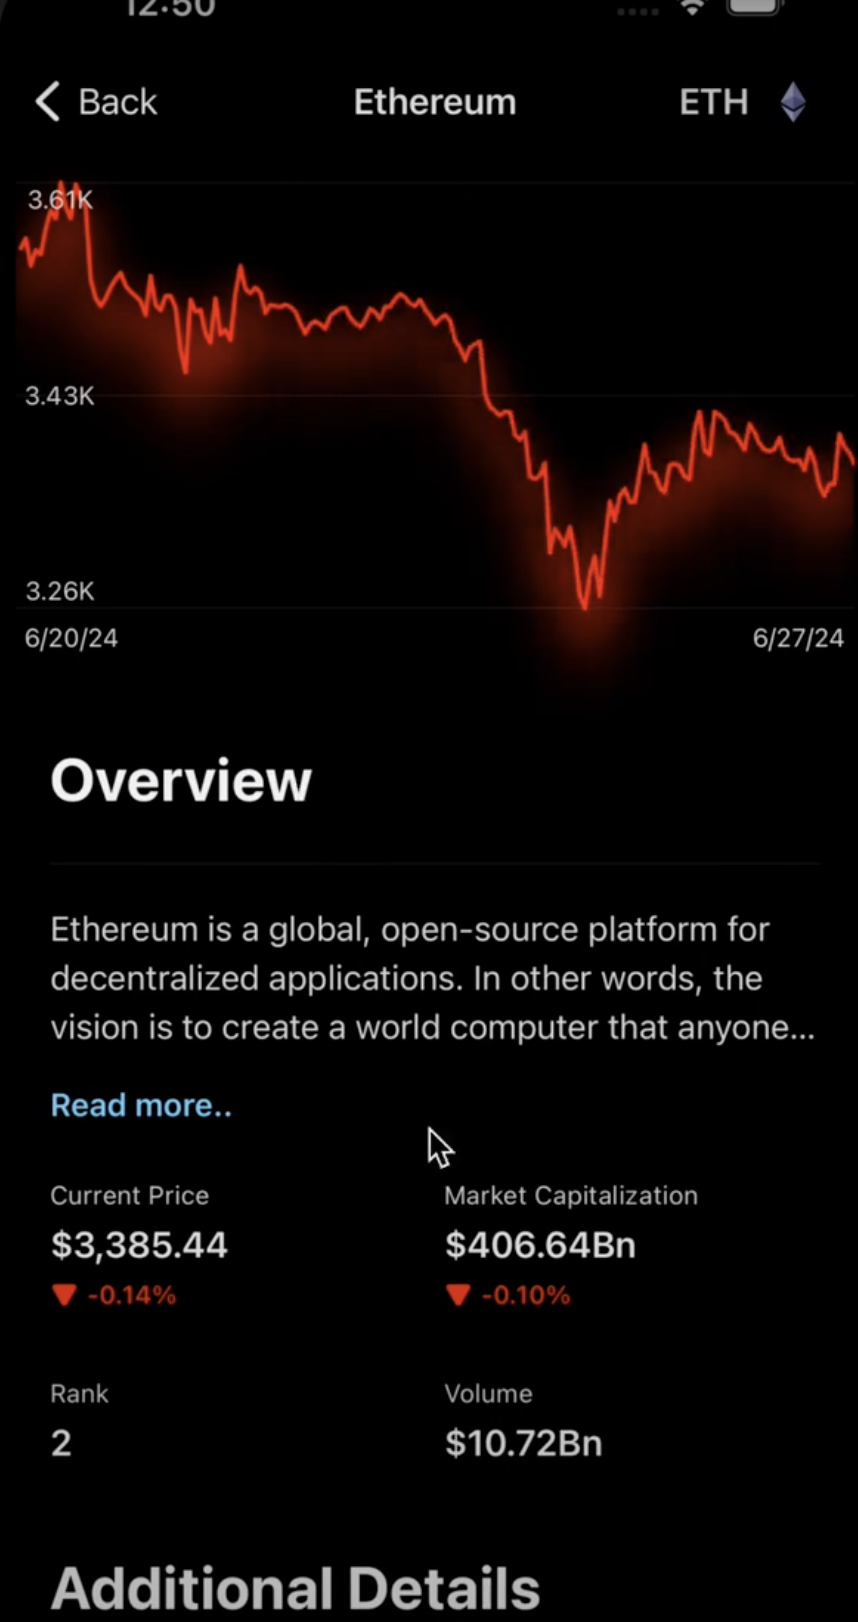 12:50
Back Ethereum ETH
3.61K
3.43K
3.26K
6/20/24 6/27/24
Overview
Ethereum is a global, open-source platform for
decentralized applications. In other words, the
vision is to create a world computer that anyone...
Read more..
Current Price Market Capitalization
$3,385.44 $406.64Bn
-0.14% -0.10%
Rank Volume
2 $10.72Bn
Additional Details